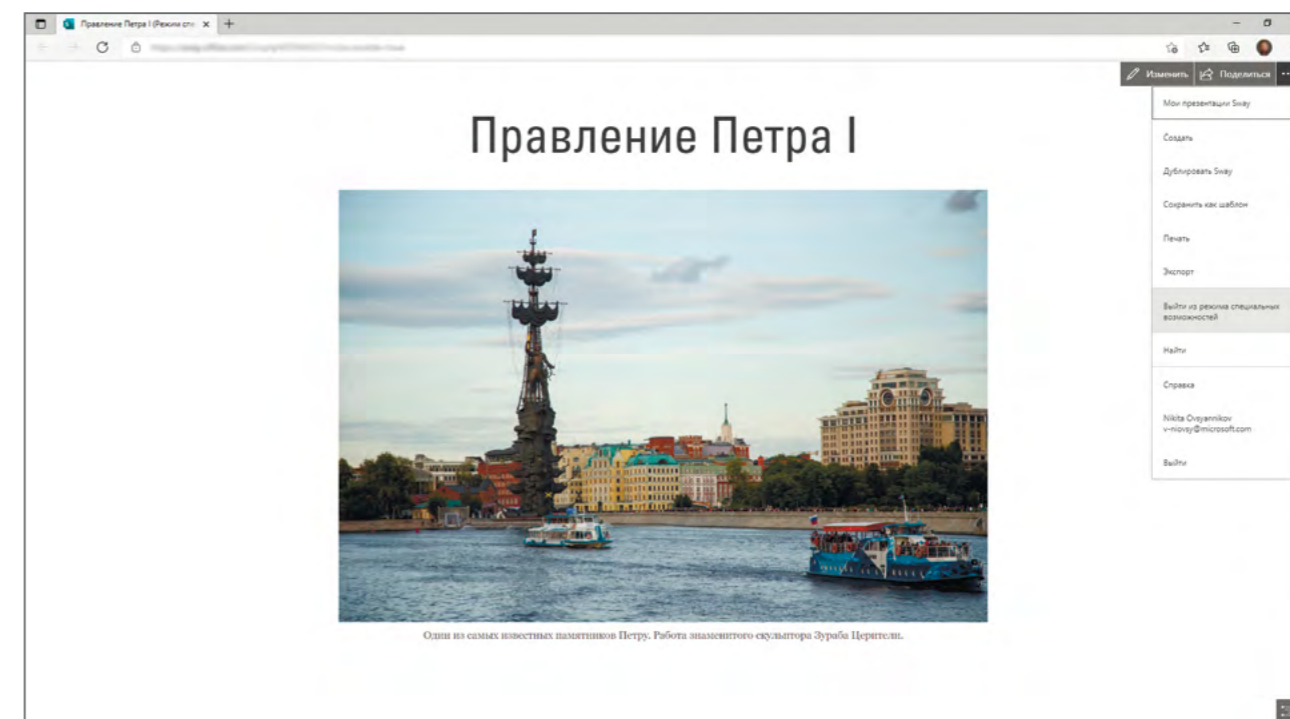 Правление Петра I (Режим спе
Изменить
Поделиться
Мои презентации Sway
Создать
Дублировать Sway
Сохранить как шаблон
Печать
Экспорт
Выйти из режима специальных
возможностей
Найти
Справка
Nikita Ovsyannikov
v-niovsy@microsoft.com
Выйти
Правление Петра I
Один из самых известных памятников Петру. Работа знаменитого скульптора Зураба Церители.